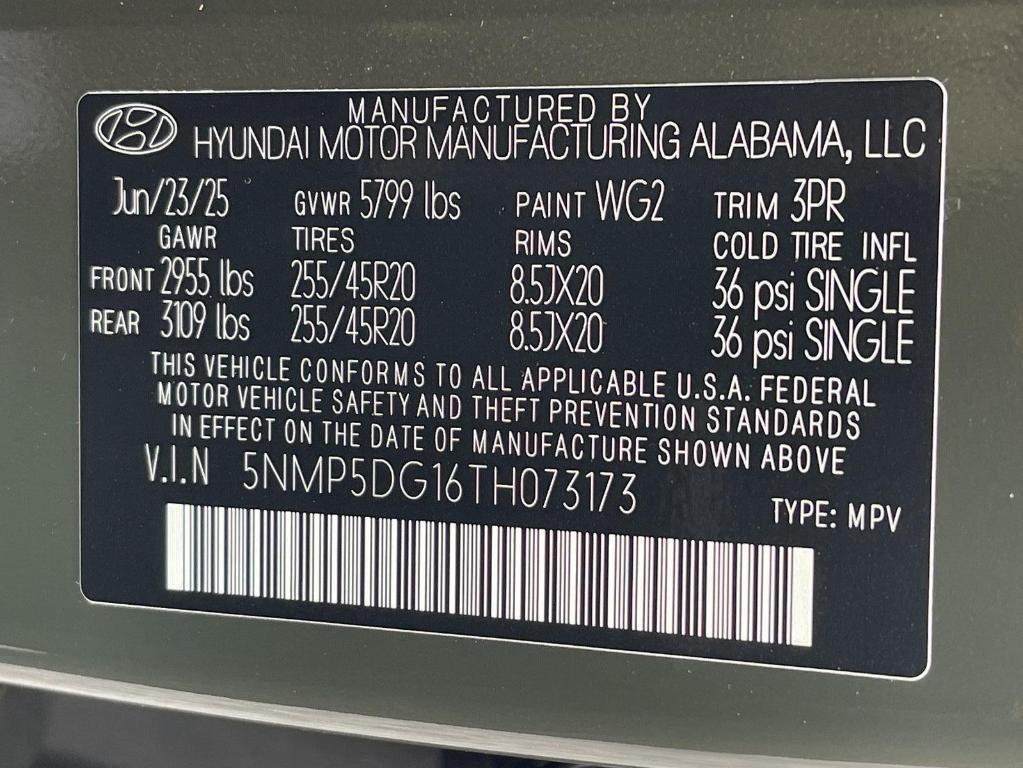 MANUFACTURED BY
HYUNDAI MOTOR MANUFACTURING ALABAMA, LLC
Jun/23/25 GVWR 5799 lbs PAINT WG2 TRIM 3PR
GAWR TIRES RIMS COLD TIRE INFL
FRONT 2955 lbs 255/45R20 8.5JX20 36 psi SINGLE
REAR 3109 lbs 255/45R20 8.5JX20 36 psi SINGLE
THIS VEHICLE CONFORMS TO ALL APPLICABLE U.S.A. FEDERAL
MOTOR VEHICLE SAFETY AND THEFT PREVENTION STANDARDS
IN EFFECT ON THE DATE OF MANUFACTURE SHOWN ABOVE
V.I.N 5NMP5DG16TH073173
TYPE: MPV